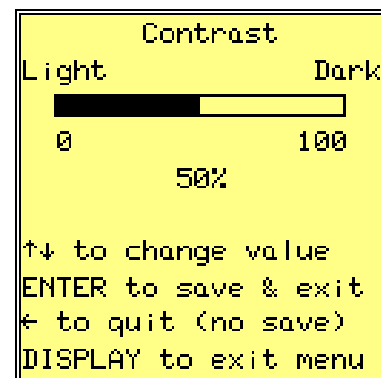 Contrast
Light Dark
0 100
50%
↑↓ to change value
ENTER to save & exit
← to quit (no save)
DISPLAY to exit menu